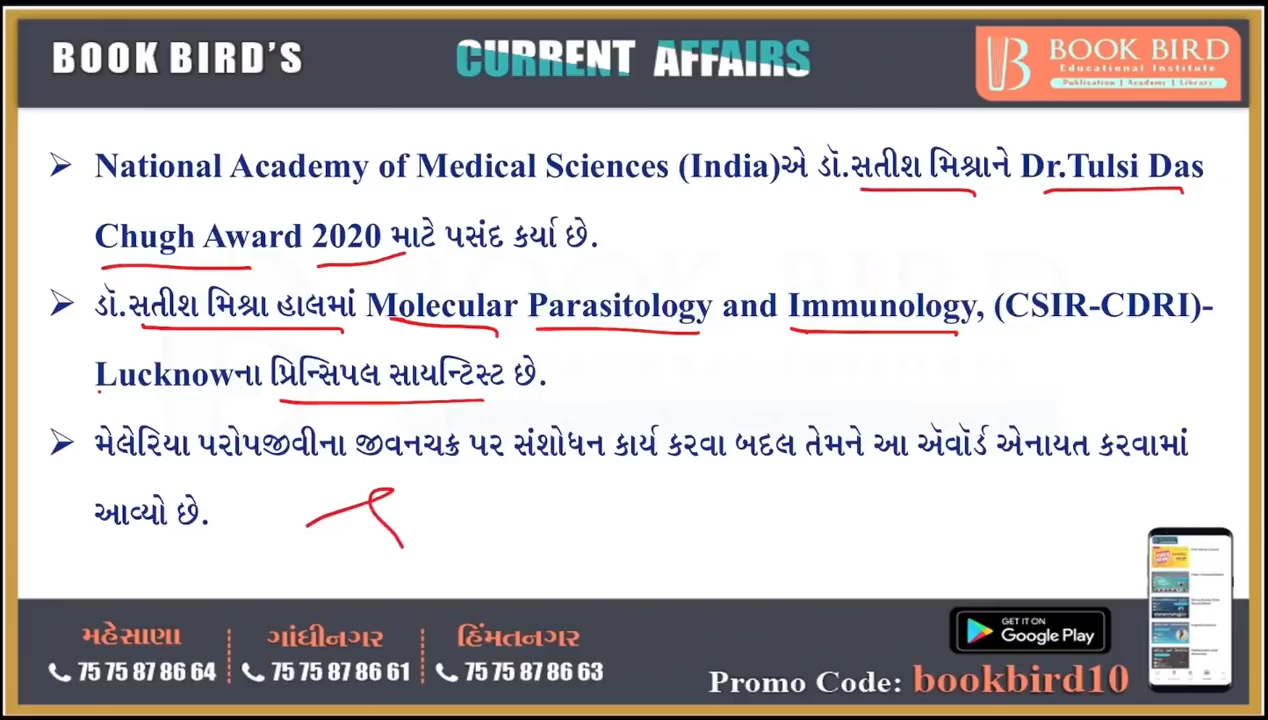 BOOK BIRD'S
CURRENT AFFAIRS
BOOK BIRD
Educational Institute
Publication | Academy | Library
➢ National Academy of Medical Sciences (India)એ ડૉ.સતીશ મિશ્રાને Dr.Tulsi Das
Chugh Award 2020 માટે પસંદ કર્યા છે.
➢ ડૉ.સતીશ મિશ્રા હાલમાં Molecular Parasitology and Immunology, (CSIR-CDRI)-
Lucknowના પ્રિન્સિપલ સાયન્ટિસ્ટ છે.
➢ મેલેરિયા પરોપજીવીના જીવનચક્ર પર સંશોધન કાર્ય કરવા બદલ તેમને આ ઍવૉર્ડ એનાયત કરવામાં
આવ્યો છે.
મહેસાણા
75 75 87 86 64
ગાંધીનગર
75 75 87 86 61
હિંમતનગર
75 75 87 86 63
GET IT ON
Google Play
Promo Code: bookbird10